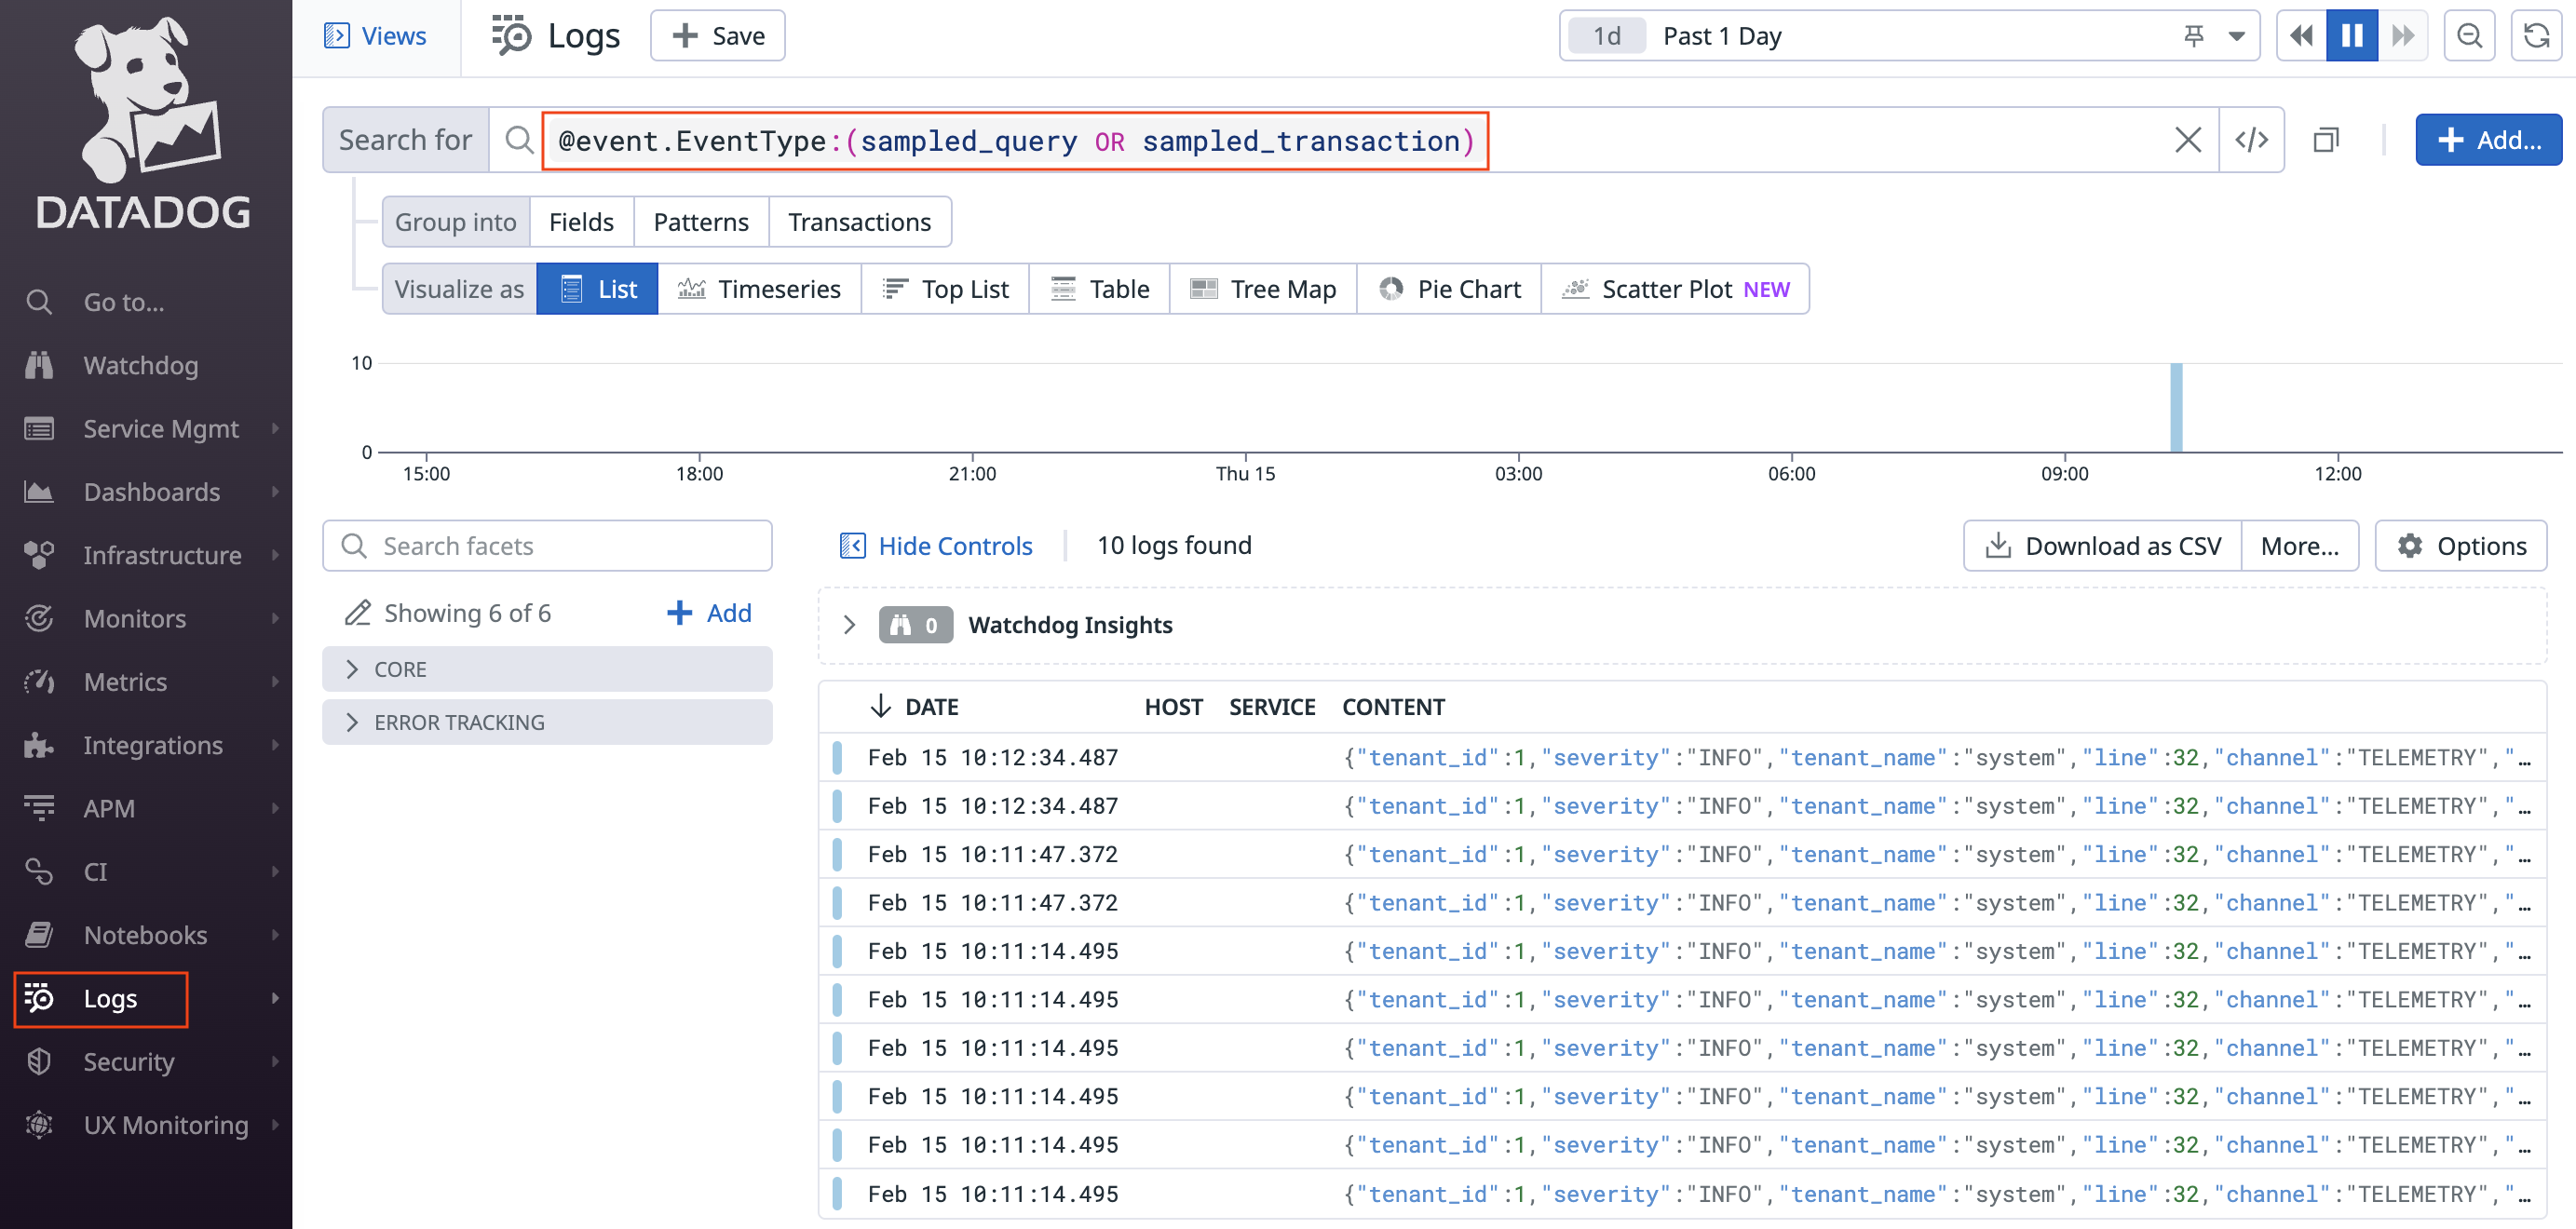 DATADOG
Go to...
Watchdog
Service Mgmt
Dashboards
Infrastructure
Monitors
Metrics
Integrations
APM
CI
Notebooks
Logs
Security
UX Monitoring
Views
Logs
Save
1d Past 1 Day
Search for @event.EventType:(sampled_query OR sampled_transaction)
Add...
Group into Fields Patterns Transactions
Visualize as List Timeseries Top List Table Tree Map Pie Chart Scatter Plot NEW
10
0
15:00 18:00 21:00 Thu 15 03:00 06:00 09:00 12:00
Search facets
Showing 6 of 6 Add
CORE
ERROR TRACKING
Hide Controls 10 logs found Download as CSV More... Options
0 Watchdog Insights
DATE HOST SERVICE CONTENT
Feb 15 10:12:34.487 {"tenant_id":1,"severity":"INFO","tenant_name":"system","line":32,"channel":"TELEMETRY","…
Feb 15 10:12:34.487 {"tenant_id":1,"severity":"INFO","tenant_name":"system","line":32,"channel":"TELEMETRY","…
Feb 15 10:11:47.372 {"tenant_id":1,"severity":"INFO","tenant_name":"system","line":32,"channel":"TELEMETRY","…
Feb 15 10:11:47.372 {"tenant_id":1,"severity":"INFO","tenant_name":"system","line":32,"channel":"TELEMETRY","…
Feb 15 10:11:14.495 {"tenant_id":1,"severity":"INFO","tenant_name":"system","line":32,"channel":"TELEMETRY","…
Feb 15 10:11:14.495 {"tenant_id":1,"severity":"INFO","tenant_name":"system","line":32,"channel":"TELEMETRY","…
Feb 15 10:11:14.495 {"tenant_id":1,"severity":"INFO","tenant_name":"system","line":32,"channel":"TELEMETRY","…
Feb 15 10:11:14.495 {"tenant_id":1,"severity":"INFO","tenant_name":"system","line":32,"channel":"TELEMETRY","…
Feb 15 10:11:14.495 {"tenant_id":1,"severity":"INFO","tenant_name":"system","line":32,"channel":"TELEMETRY","…
Feb 15 10:11:14.495 {"tenant_id":1,"severity":"INFO","tenant_name":"system","line":32,"channel":"TELEMETRY","…